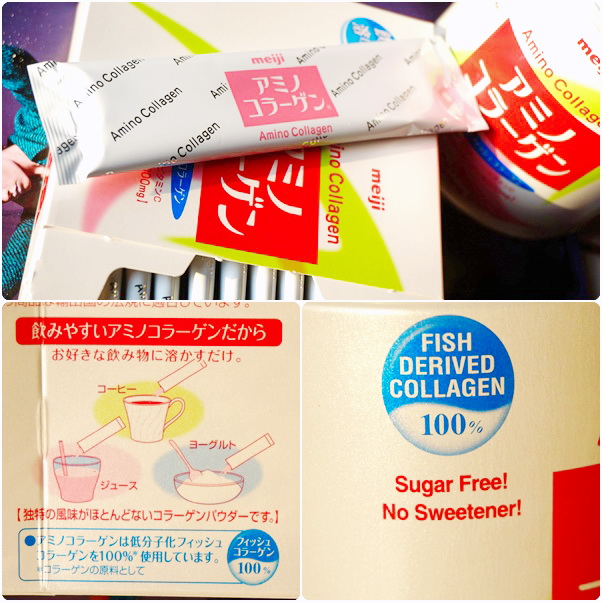 meiji
アミノ
コラーゲン
Amino Collagen
Amino Collagen
Amino Collagen
Amino Collagen
Amino Collagen
Amino Collagen
アミノ
コラーゲン
Amino Collagen
meiji
アミノ
コラーゲン
Amino Collagen
meiji
飲みやすいアミノコラーゲンだから
お好きな飲み物に溶かすだけ。
コーヒー
ヨーグルト
ジュース
【独特の風味がほとんどないコラーゲンパウダーです。】
●アミノコラーゲンは低分子化フィッシュ
コラーゲンを100%*使用しています。
*コラーゲンの原料として
フィッシュ
コラーゲン
100%
FISH
DERIVED
COLLAGEN
100%
Sugar Free!
No Sweetener!